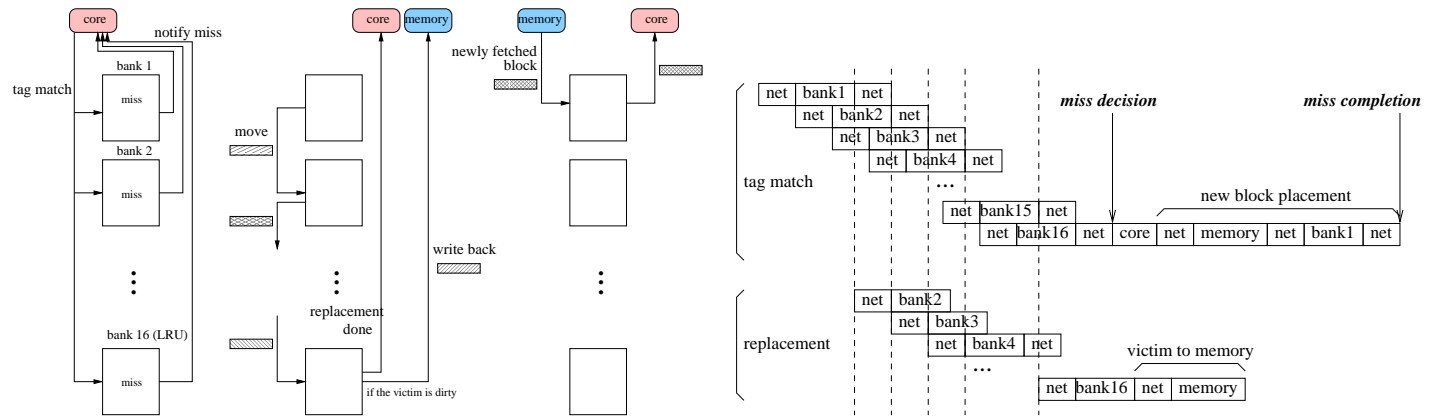 core
notify miss
bank 1
tag match
miss
bank 2
miss
bank 16 (LRU)
miss
core
memory
move
write back
replacement
done
if the victim is dirty
memory
core
newly fetched
block
tag match
net bank1 net
net bank2 net
net bank3 net
net bank4 net
...
net bank15 net
net bank16 net core net memory net bank1 net
miss decision
miss completion
new block placement
replacement
net bank2
net bank3
net bank4 net
...
net bank16 net memory
victim to memory